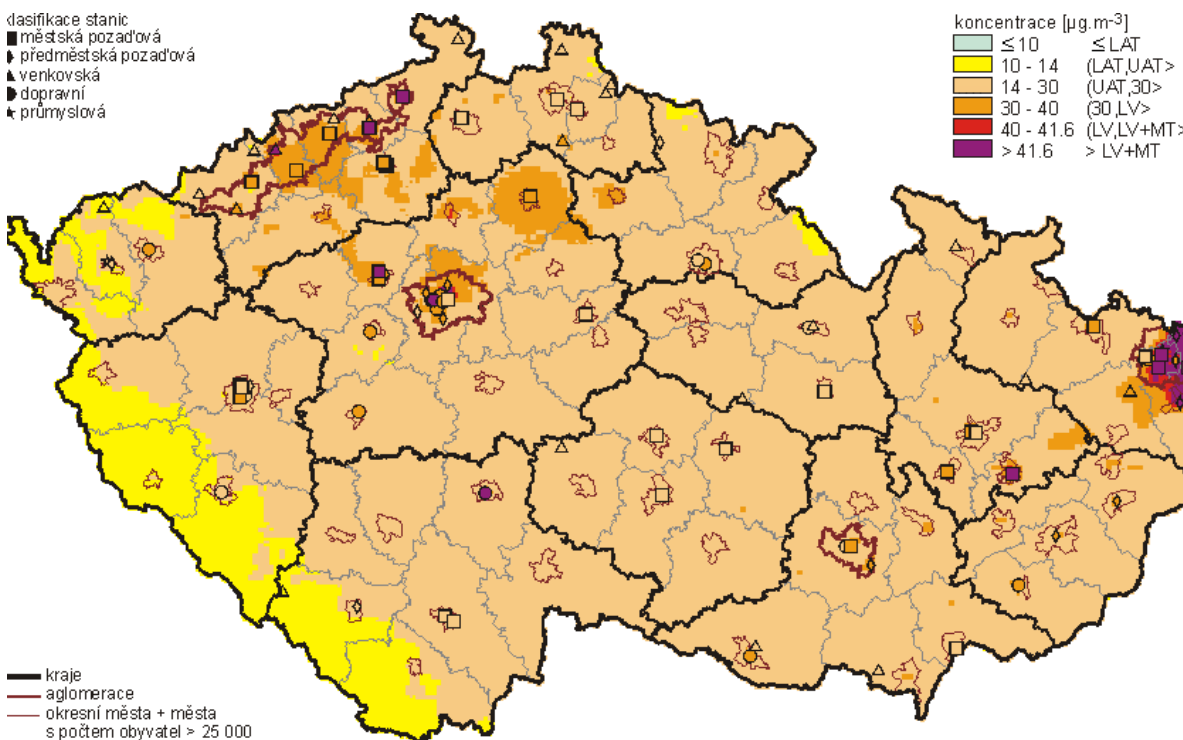 klasifikace stanic
městská pozaďová
předměstská pozaďová
venkovská
dopravní
průmyslová
koncentrace [µg.m-3]
≤ 10 ≤ LAT
10 - 14 (LAT,UAT>
14 - 30 (UAT,30>
30 - 40 (30,LV>
40 - 41.6 (LV,LV+MT>
> 41.6 > LV+MT
kraje
aglomerace
okresní města + města
s počtem obyvatel > 25 000